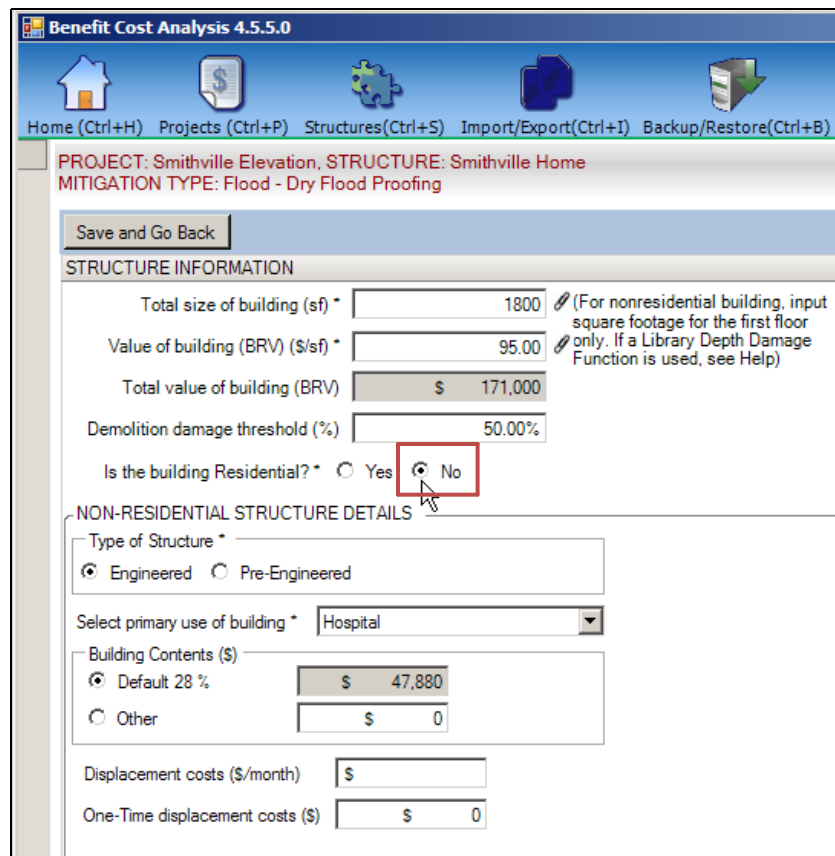 Benefit Cost Analysis 4.5.5.0
Home (Ctrl+H) Projects (Ctrl+P) Structures(Ctrl+S) Import/Export(Ctrl+I) Backup/Restore(Ctrl+B)
PROJECT: Smithville Elevation, STRUCTURE: Smithville Home
MITIGATION TYPE: Flood - Dry Flood Proofing
Save and Go Back
STRUCTURE INFORMATION
Total size of building (sf) * 1800 (For nonresidential building, input
square footage for the first floor
Value of building (BRV) ($/sf) * 95.00 only. If a Library Depth Damage
Function is used, see Help)
Total value of building (BRV) $ 171,000
Demolition damage threshold (%) 50.00%
Is the building Residential? * Yes No
NON-RESIDENTIAL STRUCTURE DETAILS
Type of Structure *
Engineered Pre-Engineered
Select primary use of building * Hospital
Building Contents ($)
Default 28 % $ 47,880
Other $ 0
Displacement costs ($/month) $
One-Time displacement costs ($) $ 0